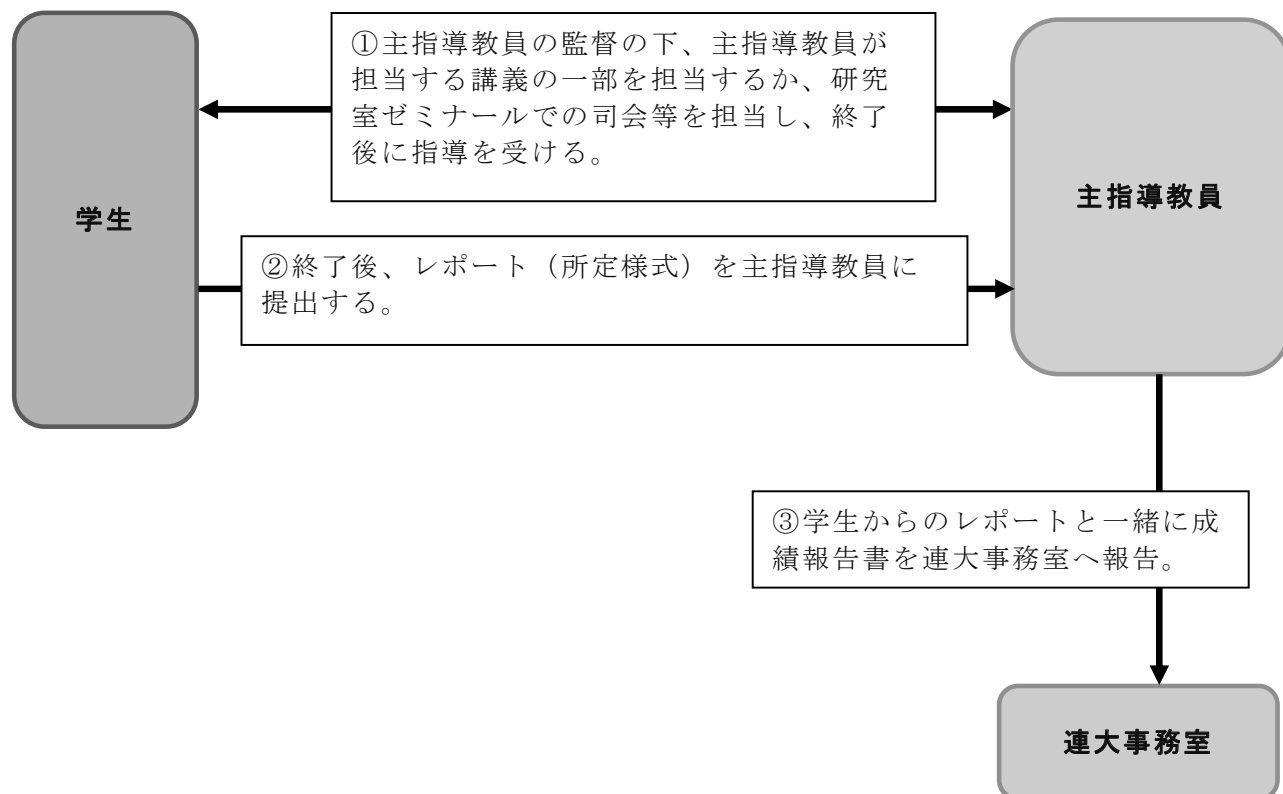 ①主指導教員の監督の下、主指導教員が
担当する講義の一部を担当するか、研究
室ゼミナールでの司会等を担当し、終了
後に指導を受ける。
学生
主指導教員
②終了後、レポート（所定様式）を主指導教員に
提出する。
③学生からのレポートと一緒に成
績報告書を連大事務室へ報告。
連大事務室